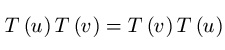 T (u) T (v) = T (v) T (u)